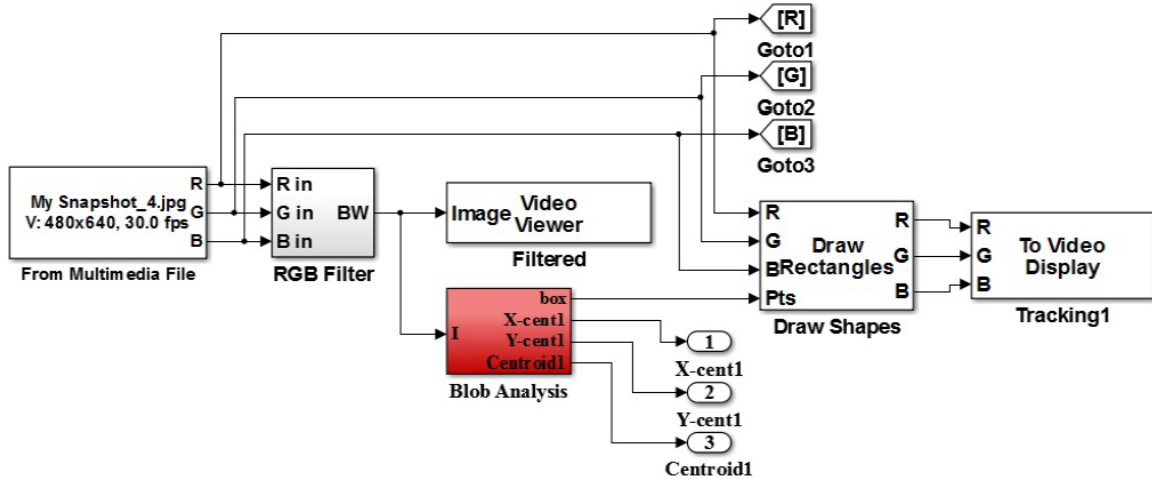 [R]
Goto1
[G]
Goto2
[B]
Goto3
My Snapshot_4.jpg
V: 480x640, 30.0 fps
R
G
B
From Multimedia File
R in
G in
B in
BW
RGB Filter
Image
Video
Viewer
Filtered
I
box
X-cent1
Y-cent1
Centroid1
Blob Analysis
R
G
B
Pts
Draw
Rectangles
R
G
B
Draw Shapes
R
G
B
To Video
Display
Tracking1
1
X-cent1
2
Y-cent1
3
Centroid1